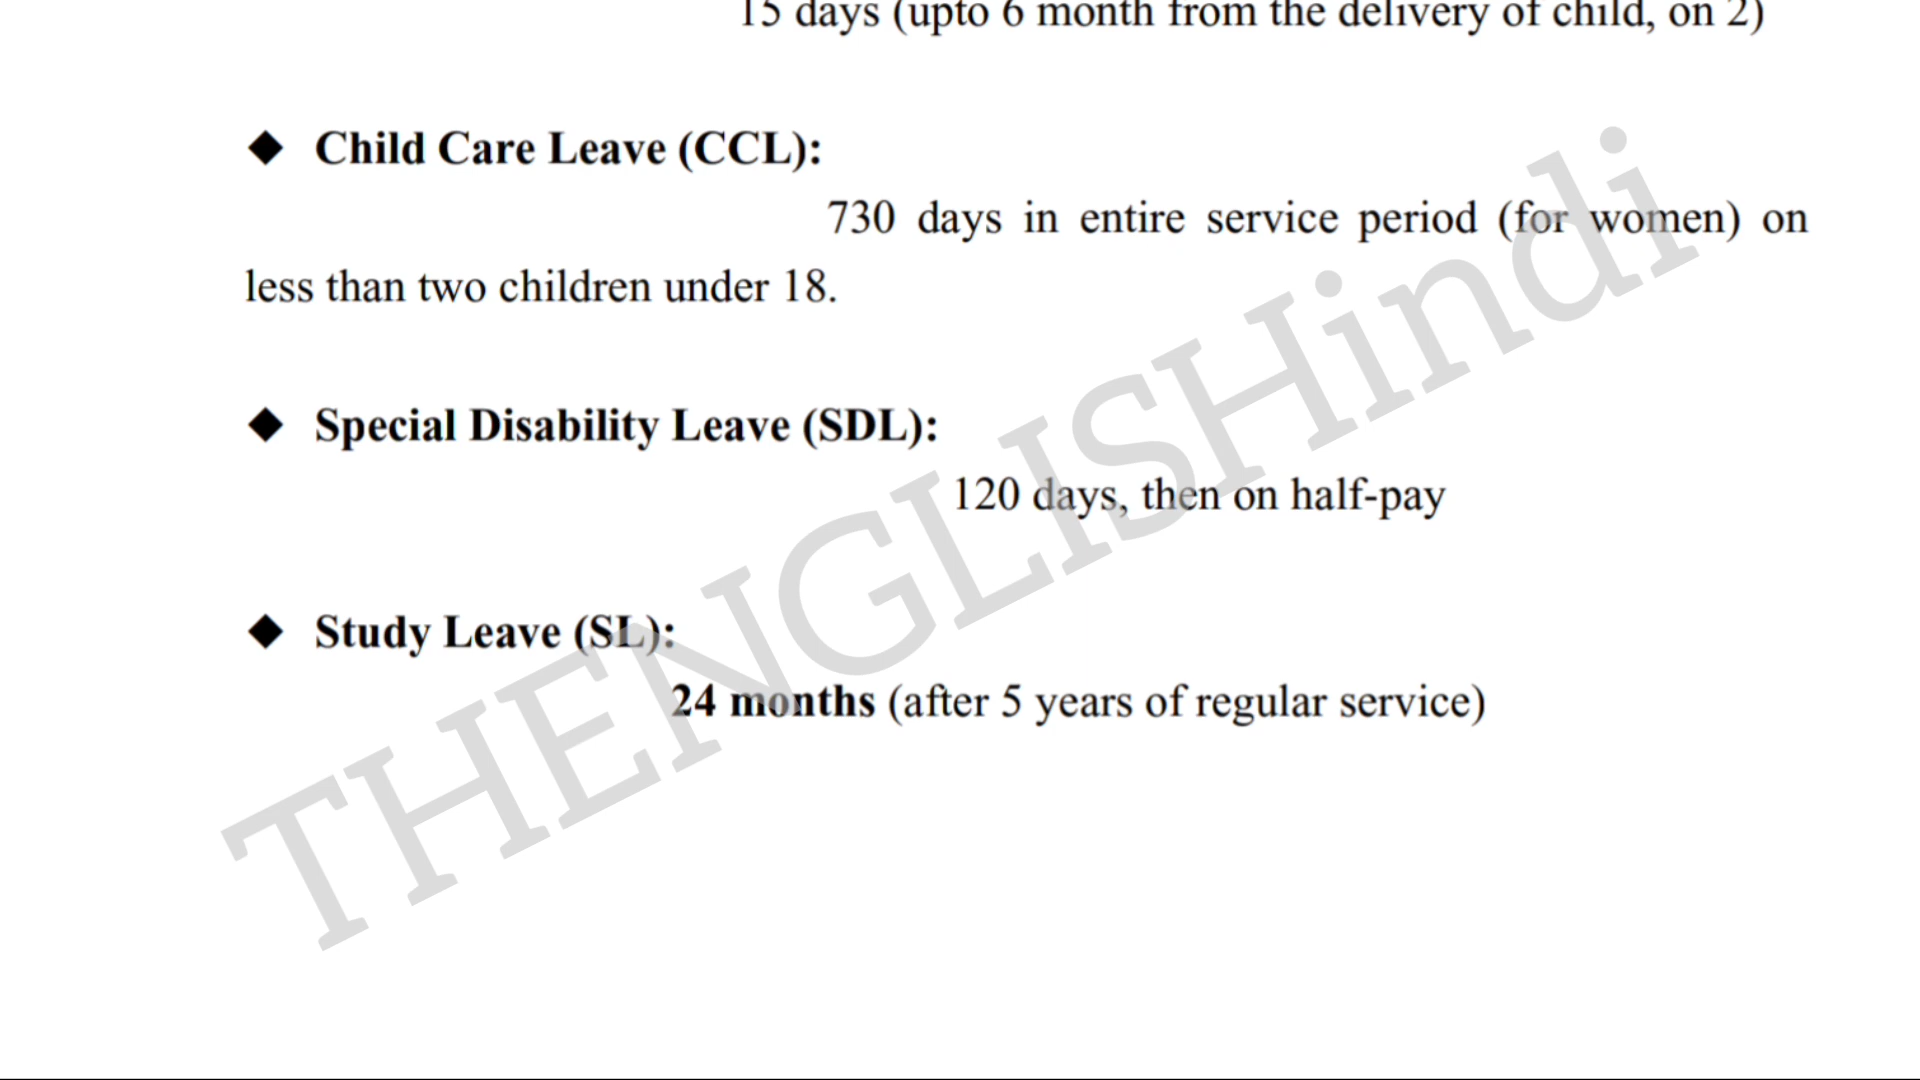 15 days (upto 6 month from the delivery of child, on 2)
◆ Child Care Leave (CCL):
730 days in entire service period (for women) on
less than two children under 18.
◆ Special Disability Leave (SDL):
120 days, then on half-pay
◆ Study Leave (SL):
24 months (after 5 years of regular service)
THENGLISHindi